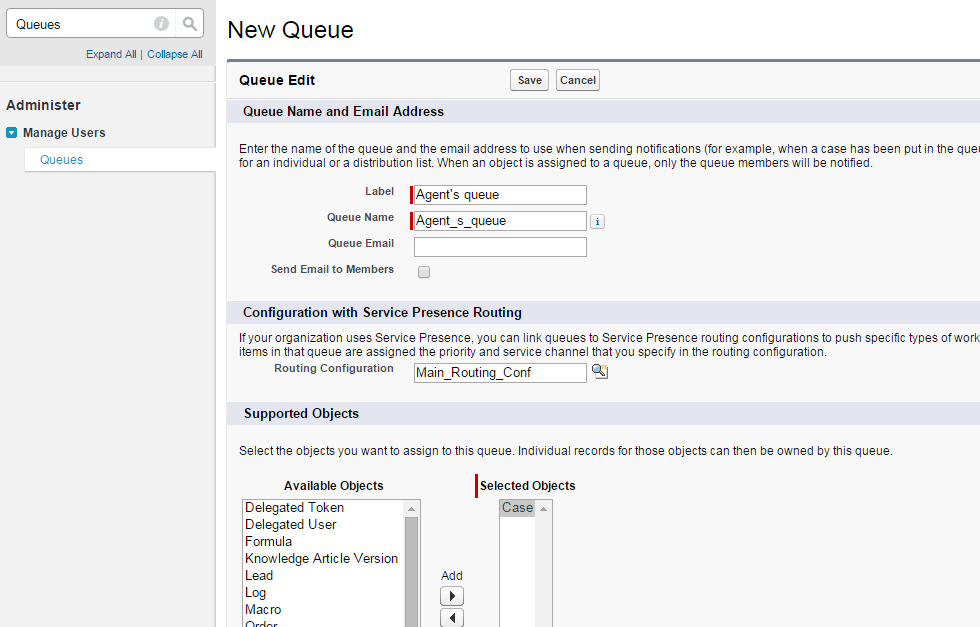 Queues
Expand All | Collapse All
Administer
Manage Users
Queues
New Queue
Queue Edit
Save
Cancel
Queue Name and Email Address
Enter the name of the queue and the email address to use when sending notifications (for example, when a case has been put in the
for an individual or a distribution list. When an object is assigned to a queue, only the queue members will be notified.
Label
Agent's queue
Queue Name
Agent_s_queue
Queue Email
Send Email to Members
Configuration with Service Presence Routing
If your organization uses Service Presence, you can link queues to Service Presence routing configurations to push specific types of work
items in that queue are assigned the priority and service channel that you specify in the routing configuration.
Routing Configuration
Main_Routing_Conf
Supported Objects
Select the objects you want to assign to this queue. Individual records for those objects can then be owned by this queue.
Available Objects
Delegated Token
Delegated User
Formula
Knowledge Article Version
Lead
Log
Macro
Order
Add
Selected Objects
Case